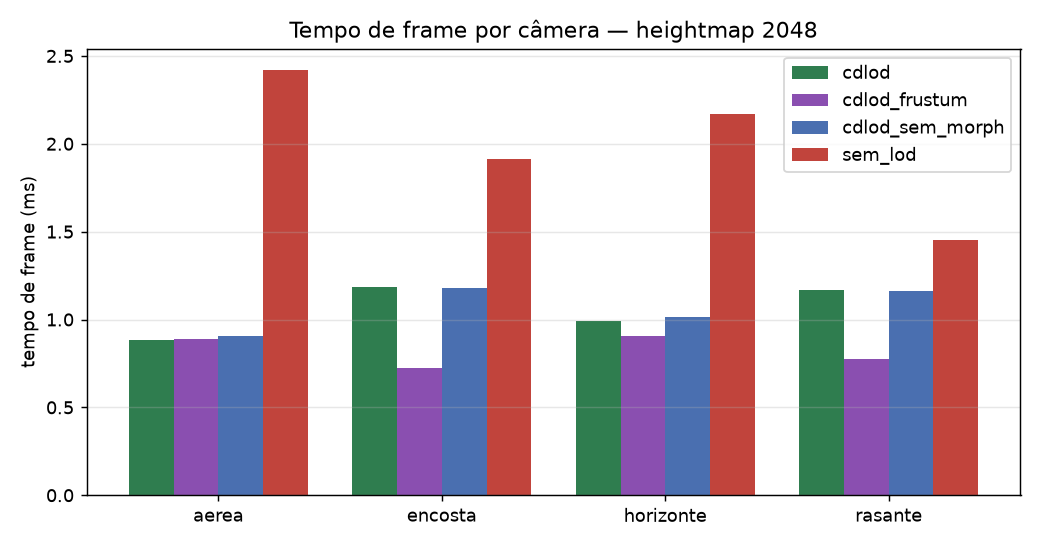 Tempo de frame por câmera — heightmap 2048
cdlod
cdlod_frustum
cdlod_sem_morph
sem_lod
tempo de frame (ms)
2.5
2.0
1.5
1.0
0.5
0.0
aerea
encosta
horizonte
rasante